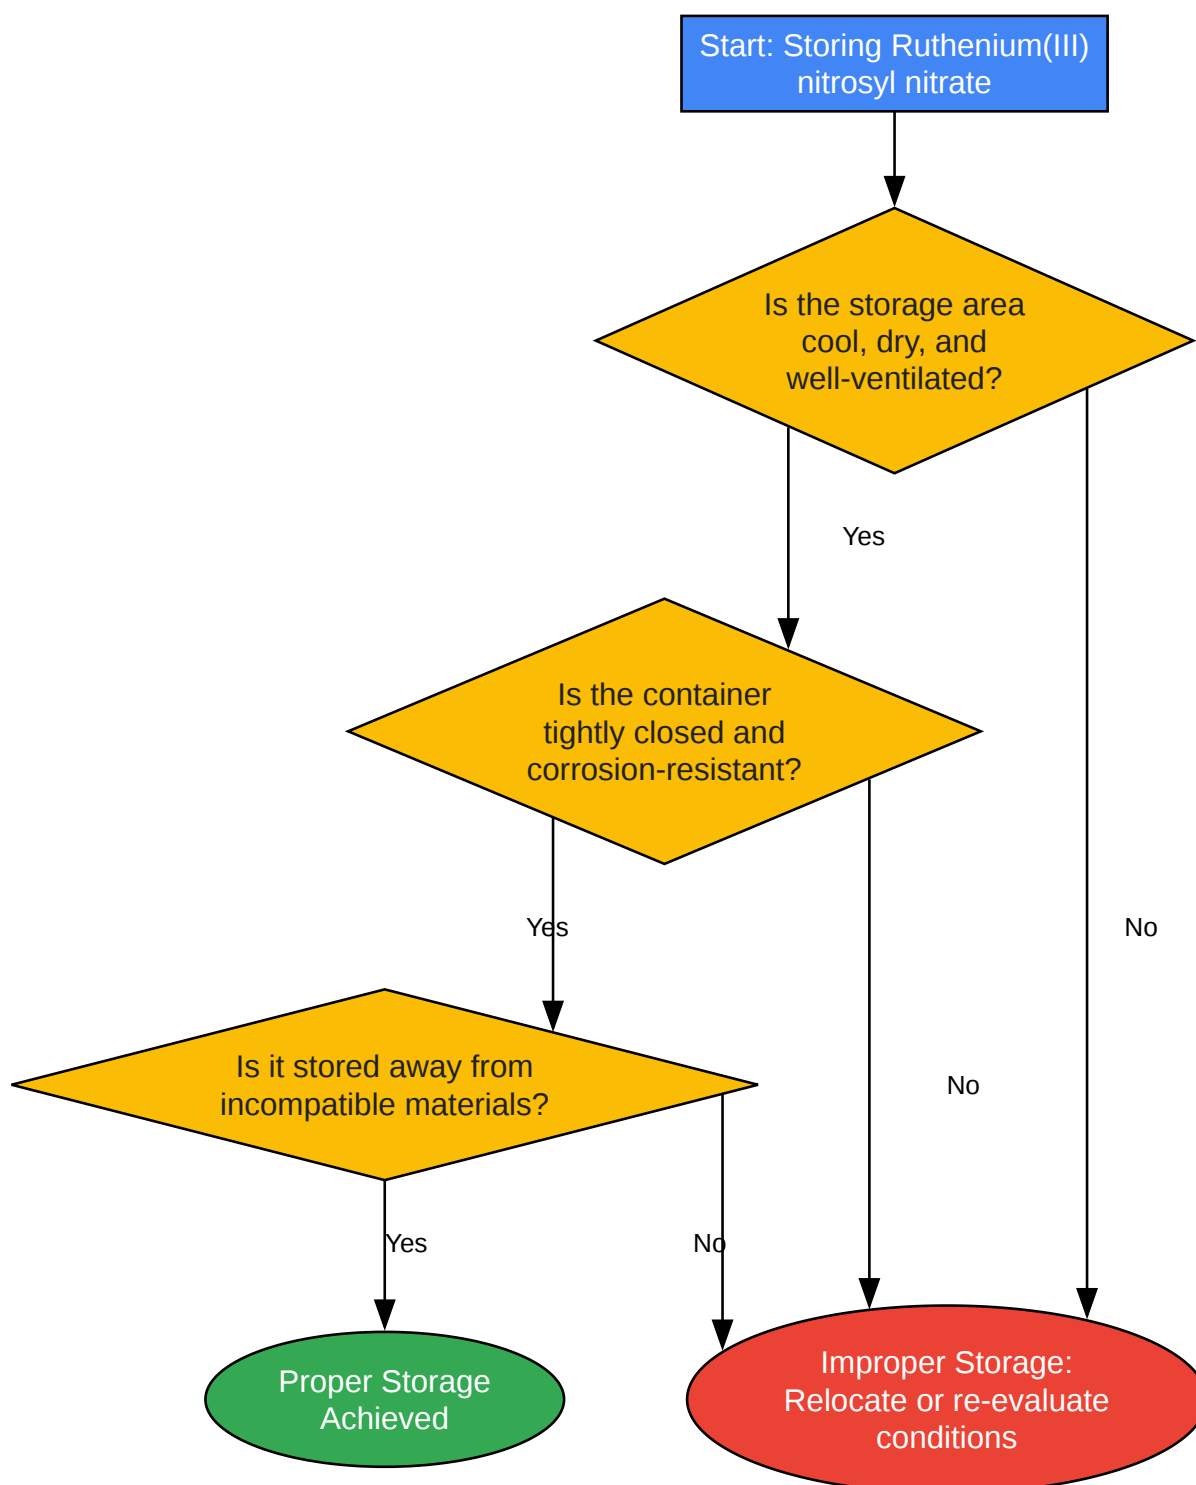 Start: Storing Ruthenium(III)
nitrosyl nitrate
Is the storage area
cool, dry, and
well-ventilated?
Yes
Is the container
tightly closed and
corrosion-resistant?
Yes
No
Is it stored away from
incompatible materials?
No
Yes
No
Proper Storage
Achieved
Improper Storage:
Relocate or re-evaluate
conditions